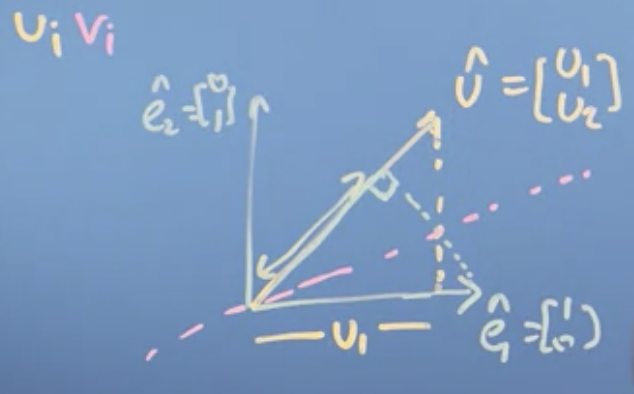 uᵢ vᵢ
ê₂=[0 1]
û = [u₁ u₂]
u₁
ê₁=[1 0]